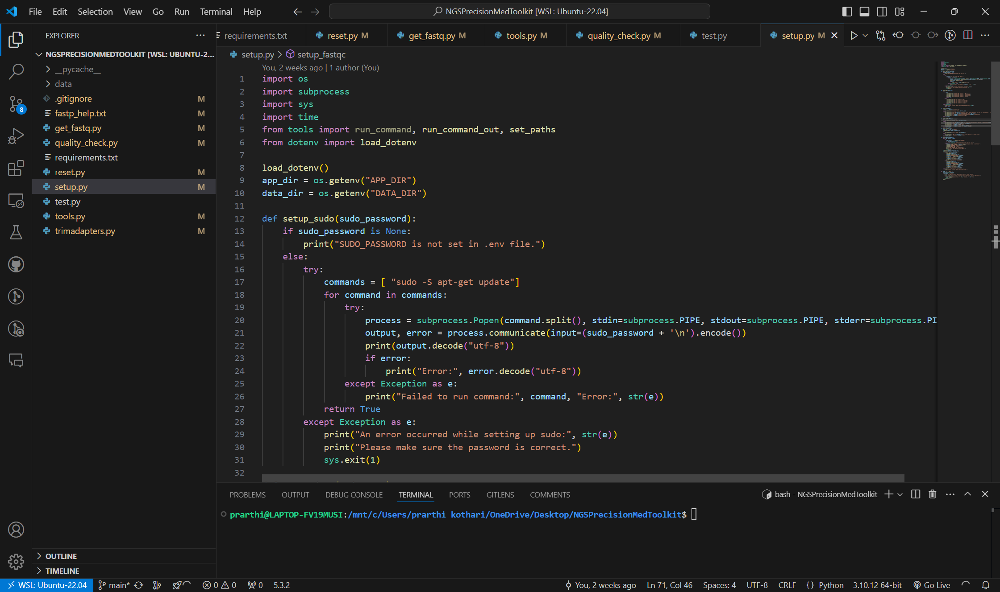 File Edit Selection View Go Run Terminal Help
NGSPrecisionMedToolkit [WSL: Ubuntu-22.04]
EXPLORER
NGSPRECISIONMEDTOOLKIT [WSL: UBUNTU-2...
__pycache__
data
.gitignore M
fastp_help.txt M
get_fastq.py M
quality_check.py M
requirements.txt
reset.py M
setup.py M
test.py
tools.py M
trimadapters.py M
OUTLINE
TIMELINE
8
requirements.txt reset.py M get_fastq.py M tools.py M quality_check.py M test.py setup.py M
setup.py > setup_fastqc
You, 2 weeks ago | 1 author (You)
1 import os
2 import subprocess
3 import sys
4 import time
5 from tools import run_command, run_command_out, set_paths
6 from dotenv import load_dotenv
7
8 load_dotenv()
9 app_dir = os.getenv("APP_DIR")
10 data_dir = os.getenv("DATA_DIR")
11
12 def setup_sudo(sudo_password):
13 if sudo_password is None:
14 print("SUDO_PASSWORD is not set in .env file.")
15 else:
16 try:
17 commands = [ "sudo -S apt-get update"]
18 for command in commands:
19 try:
20 process = subprocess.Popen(command.split(), stdin=subprocess.PIPE, stdout=subprocess.PIPE, stderr=subprocess.PI
21 output, error = process.communicate(input=(sudo_password + '\n').encode())
22 print(output.decode("utf-8"))
23 if error:
24 print("Error:", error.decode("utf-8"))
25 except Exception as e:
26 print("Failed to run command:", command, "Error:", str(e))
27 return True
28 except Exception as e:
29 print("An error occurred while setting up sudo:", str(e))
30 print("Please make sure the password is correct.")
31 sys.exit(1)
32
PROBLEMS OUTPUT DEBUG CONSOLE TERMINAL PORTS GITLENS COMMENTS
bash - NGSPrecisionMedToolkit
prarthi@LAPTOP-FV19MUSI:/mnt/c/Users/prarthi kothari/OneDrive/Desktop/NGSPrecisionMedToolkit$
WSL: Ubuntu-22.04 main* 0 0 0 5.3.2 You, 2 weeks ago Ln 71, Col 46 Spaces: 4 UTF-8 CRLF {} Python 3.10.12 64-bit Go Live